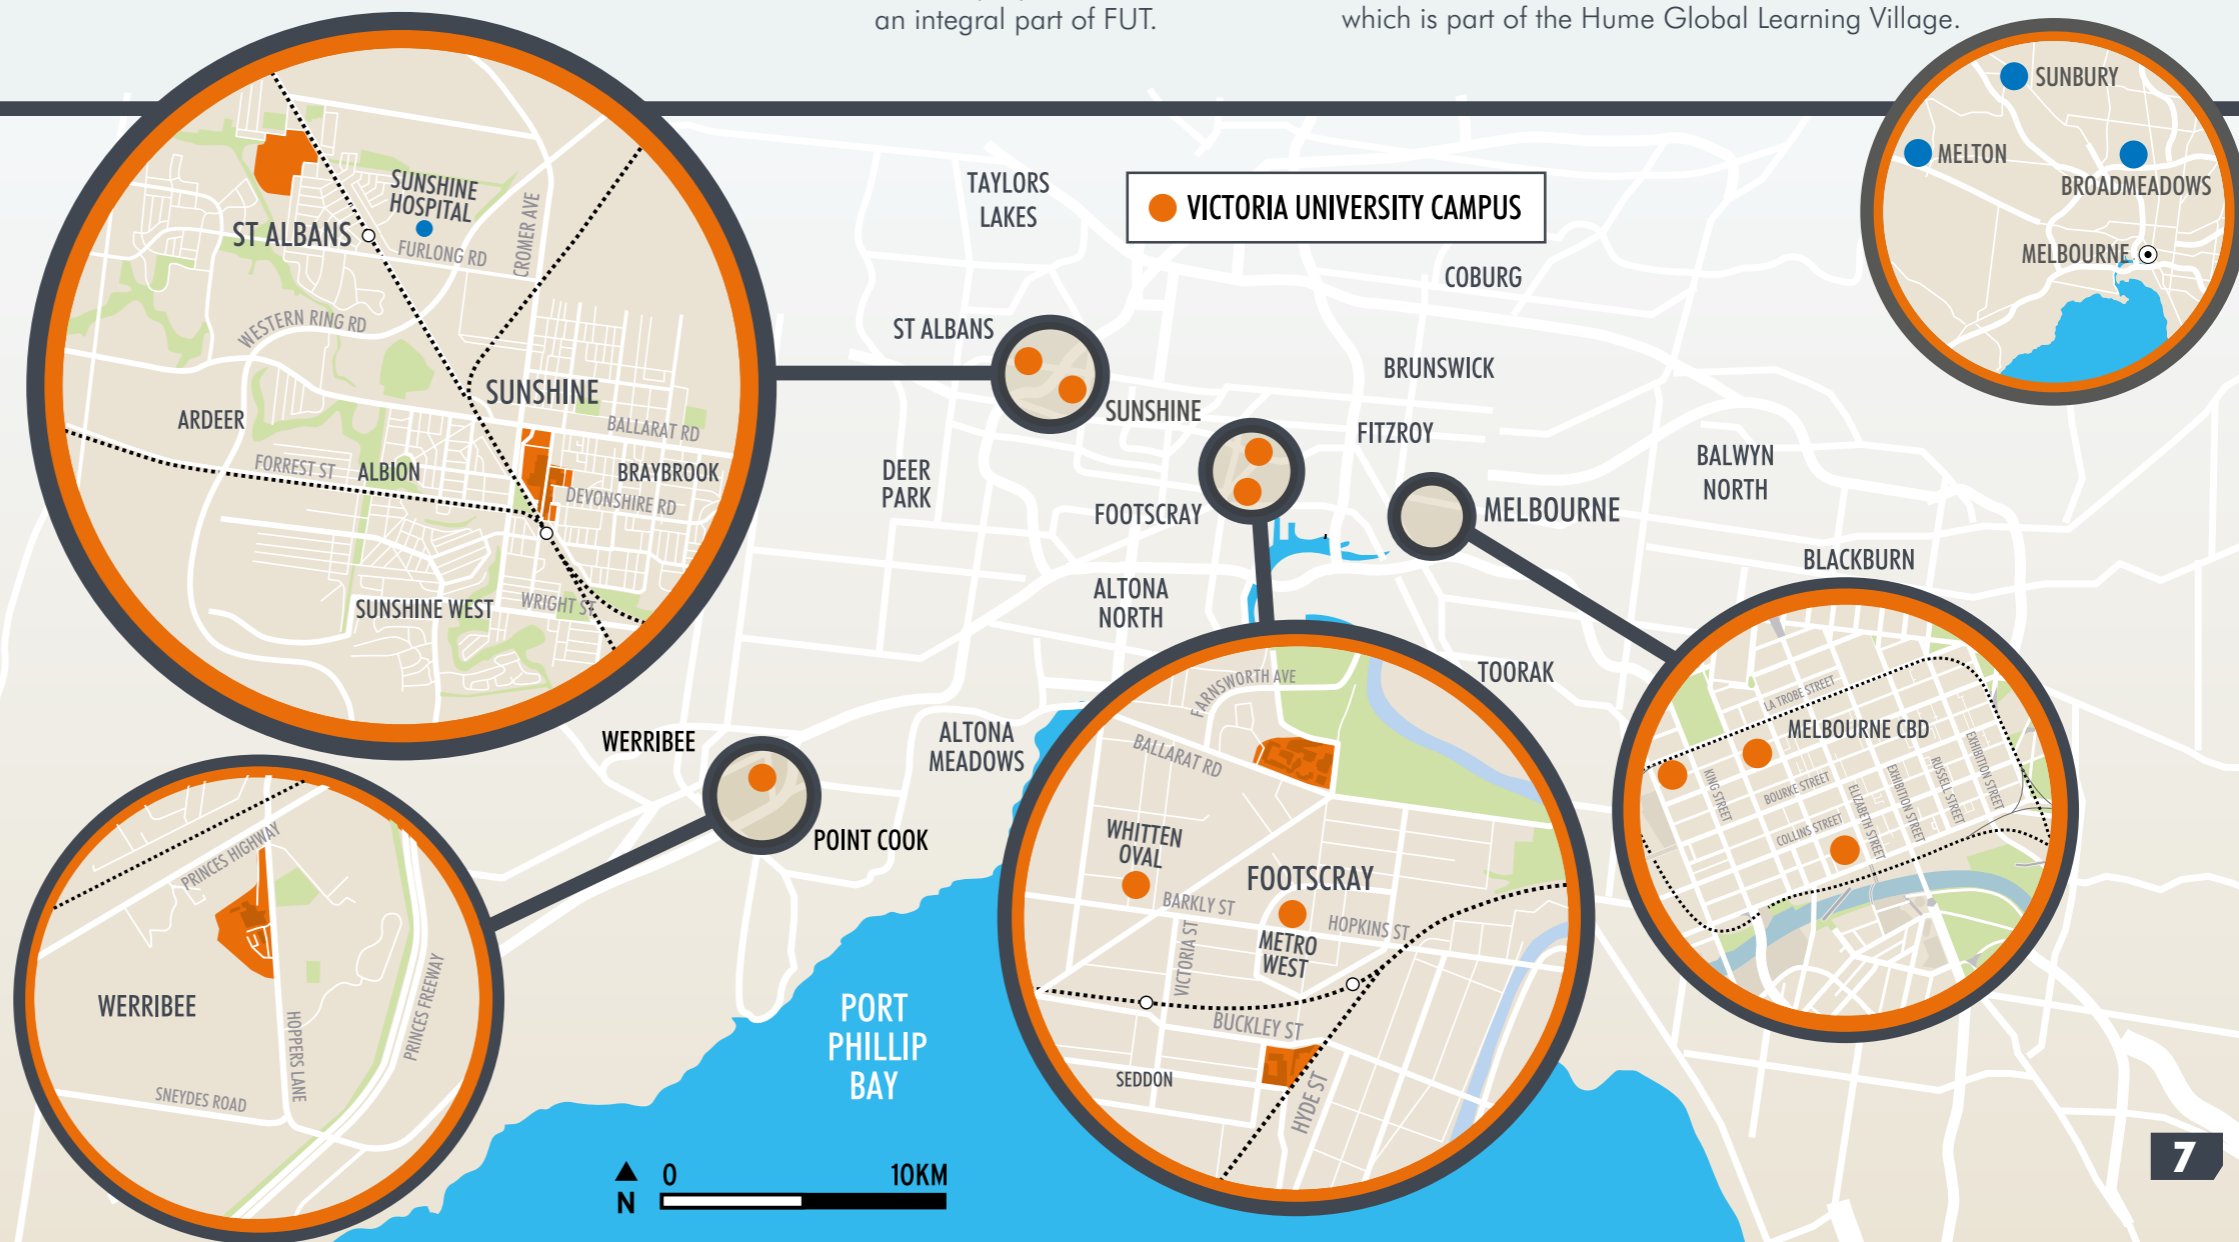 an integral part of FUT.
which is part of the Hume Global Learning Village.
SUNBURY
MELTON
BROADMEADOWS
MELBOURNE
SUNSHINE
HOSPITAL
ST ALBANS
FURLONG RD
CROMER AVE
WESTERN RING RD
SUNSHINE
ARDEER
BALLARAT RD
FORREST ST
ALBION
BRAYBROOK
DEVONSHIRE RD
SUNSHINE WEST
WRIGHT ST
TAYLORS
LAKES
VICTORIA UNIVERSITY CAMPUS
COBURG
ST ALBANS
BRUNSWICK
SUNSHINE
FITZROY
DEER
PARK
BALWYN
NORTH
FOOTSCRAY
MELBOURNE
BLACKBURN
ALTONA
NORTH
TOORAK
WERRIBEE
ALTONA
MEADOWS
POINT COOK
PRINCES HIGHWAY
WERRIBEE
HOPPERS LANE
PRINCES FREEWAY
SNEYDES ROAD
FARNSWORTH AVE
BALLARAT RD
WHITTEN
OVAL
FOOTSCRAY
BARKLY ST
HOPKINS ST
METRO
WEST
VICTORIA ST
BUCKLEY ST
SEDDON
HYDE ST
LA TROBE STREET
MELBOURNE CBD
KING STREET
BOURKE STREET
COLLINS STREET
ELIZABETH STREET
EXHIBITION STREET
RUSSELL STREET
EXHIBITION STREET
PORT
PHILLIP
BAY
0 10KM
N
7